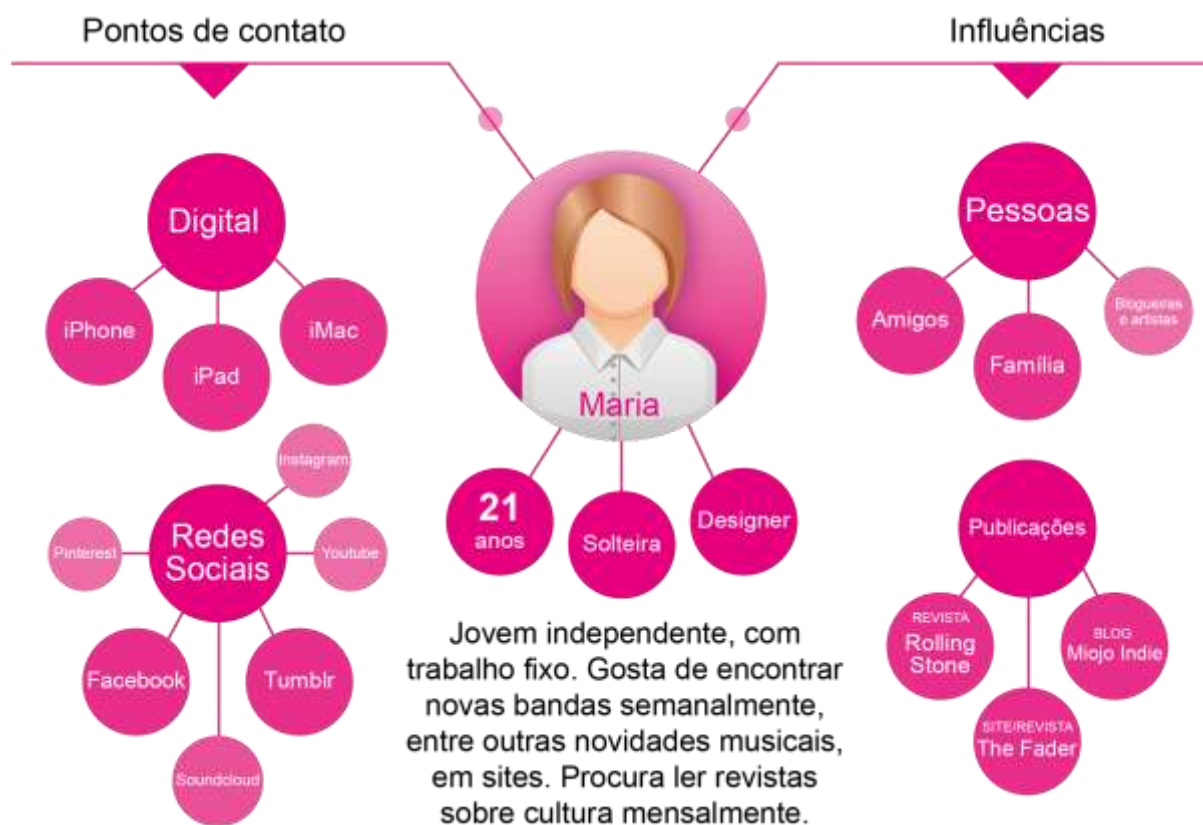 Pontos de contato
Digital
iPhone
iPad
iMac
Instagram
Pinterest
Redes
Sociais
Youtube
Facebook
Tumblr
Soundcloud
Maria
21
anos
Solteira
Designer
Jovem independente, com
trabalho fixo. Gosta de encontrar
novas bandas semanalmente,
entre outras novidades musicais,
em sites. Procura ler revistas
sobre cultura mensalmente.
Influências
Pessoas
Amigos
Família
Blogueiras
e artistas
Publicações
REVISTA
Rolling
Stone
BLOG
Miojo Indie
SITE/REVISTA
The Fader